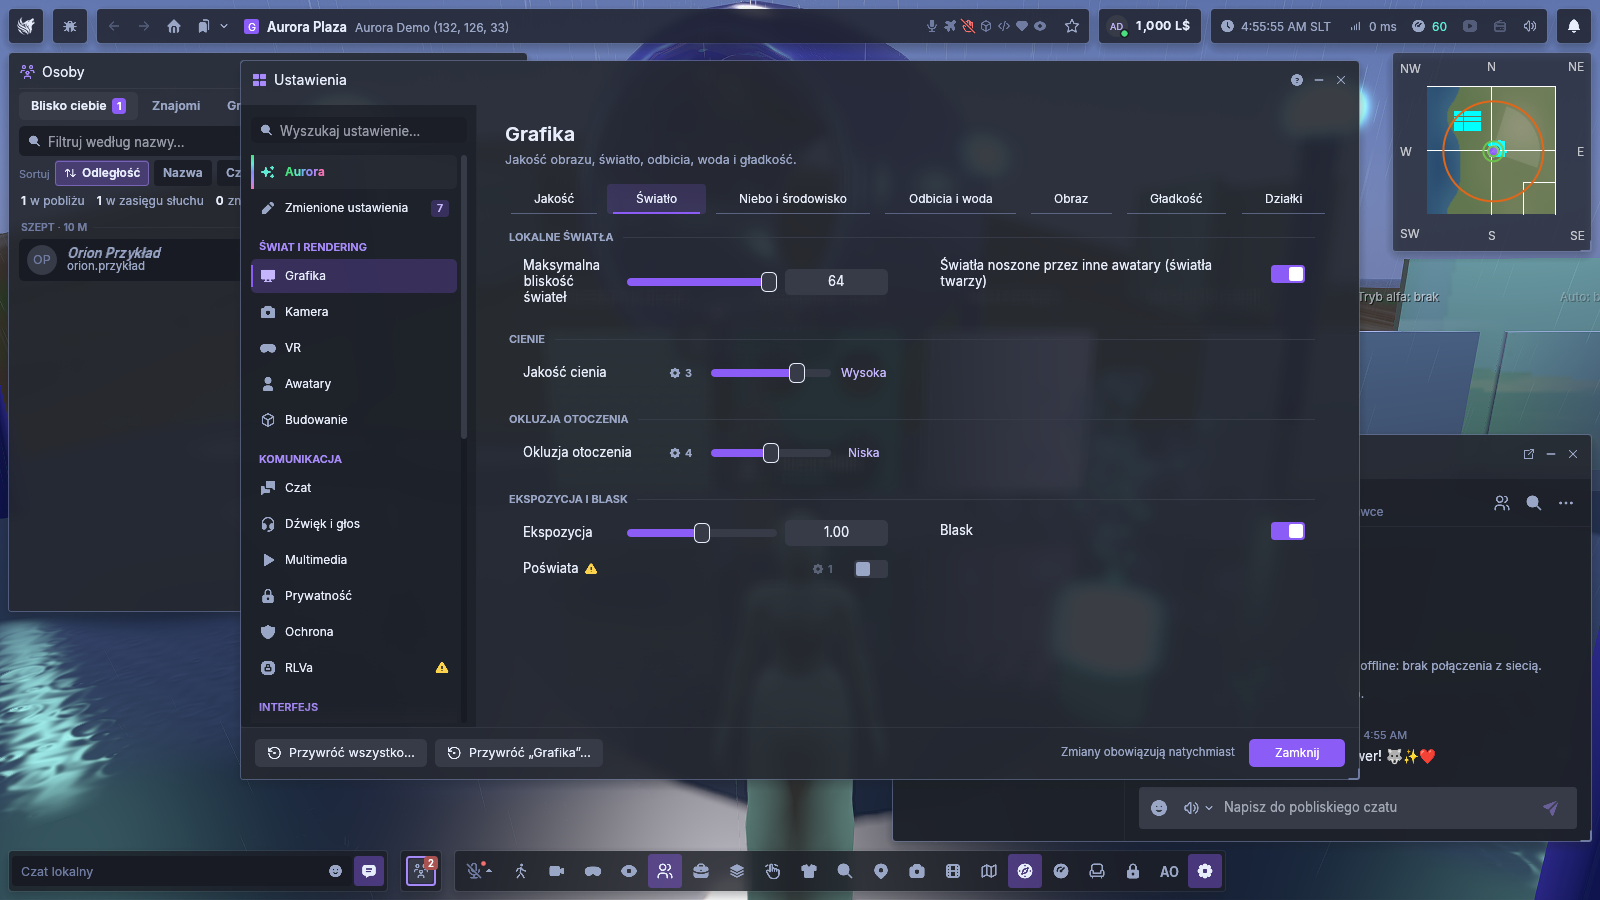 Aurora Plaza Aurora Demo (132, 126, 33)
AD 1,000 L$
4:55:55 AM SLT 0 ms 60
Osoby
Blisko ciebie 1 Znajomi
Filtruj według nazwy...
Sortuj Odległość Nazwa
1 w pobliżu 1 w zasięgu słuchu
SZEPT · 10 M
OP Orion Przykład
orion.przykład
Ustawienia
Wyszukaj ustawienie...
Aurora
Zmienione ustawienia 7
ŚWIAT I RENDERING
Grafika
Kamera
VR
Awatary
Budowanie
KOMUNIKACJA
Czat
Dźwięk i głos
Multimedia
Prywatność
Ochrona
RLVa
INTERFEJS
Grafika
Jakość obrazu, światło, odbicia, woda i gładkość.
Jakość Światło Niebo i środowisko Odbicia i woda Obraz Gładkość Działki
LOKALNE ŚWIATŁA
Maksymalna
bliskość
świateł
64
Światła noszone przez inne awatary (światła
twarzy)
CIENIE
Jakość cienia 3 Wysoka
OKLUZJA OTOCZENIA
Okluzja otoczenia 4 Niska
EKSPOZYCJA I BLASK
Ekspozycja 1.00 Blask
Poświata 1
Przywróć wszystko... Przywróć „Grafika”... Zmiany obowiązują natychmiast Zamknij
NW N NE
W E
SW S SE
Tryb alfa: brak Auto:
offline: brak połączenia z siecią.
4:55 AM
🐺✨❤️
Napisz do pobliskiego czatu
Czat lokalny
2
AO